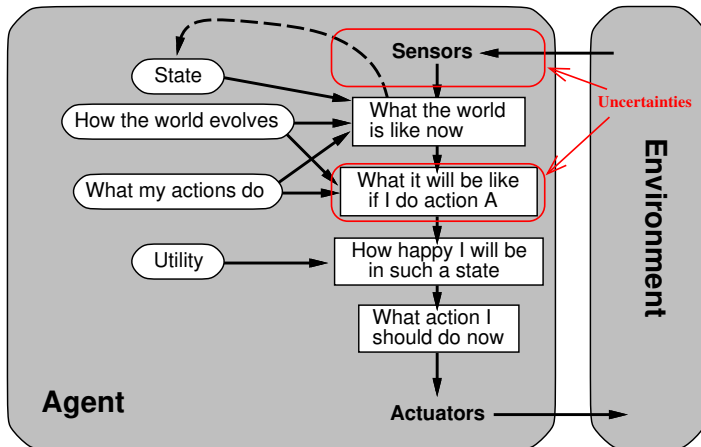 Sensors
State
What the world
is like now
Uncertainties
How the world evolves
What my actions do
What it will be like
if I do action A
Environment
Utility
How happy I will be
in such a state
What action I
should do now
Agent
Actuators